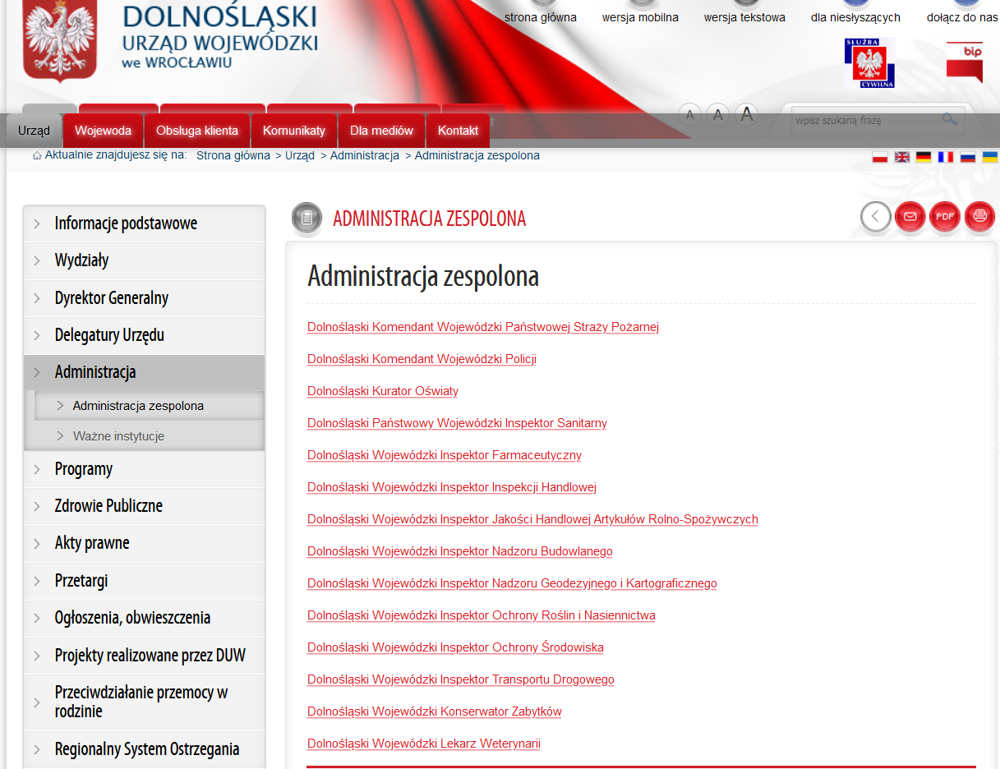 DOLNOŚLĄSKI
URZĄD WOJEWÓDZKI
we WROCŁAWIU
strona główna
wersja mobilna
wersja tekstowa
dla niesłyszących
dołącz do nas
SŁUŻBA
CYWILNA
bip
Urząd
Wojewoda
Obsługa klienta
Komunikaty
Dla mediów
Kontakt
A
A
A
wpisz szukaną frazę
Aktualnie znajdujesz się na: Strona główna > Urząd > Administracja > Administracja zespolona
Informacje podstawowe
Wydziały
Dyrektor Generalny
Delegatury Urzędu
Administracja
Administracja zespolona
Ważne instytucje
Programy
Zdrowie Publiczne
Akty prawne
Przetargi
Ogłoszenia, obwieszczenia
Projekty realizowane przez DUW
Przeciwdziałanie przemocy w
rodzinie
Regionalny System Ostrzegania
ADMINISTRACJA ZESPOLONA
PDF
Administracja zespolona
Dolnośląski Komendant Wojewódzki Państwowej Straży Pożarnej
Dolnośląski Komendant Wojewódzki Policji
Dolnośląski Kurator Oświaty
Dolnośląski Państwowy Wojewódzki Inspektor Sanitarny
Dolnośląski Wojewódzki Inspektor Farmaceutyczny
Dolnośląski Wojewódzki Inspektor Inspekcji Handlowej
Dolnośląski Wojewódzki Inspektor Jakości Handlowej Artykułów Rolno-Spożywczych
Dolnośląski Wojewódzki Inspektor Nadzoru Budowlanego
Dolnośląski Wojewódzki Inspektor Nadzoru Geodezyjnego i Kartograficznego
Dolnośląski Wojewódzki Inspektor Ochrony Roślin i Nasiennictwa
Dolnośląski Wojewódzki Inspektor Ochrony Środowiska
Dolnośląski Wojewódzki Inspektor Transportu Drogowego
Dolnośląski Wojewódzki Konserwator Zabytków
Dolnośląski Wojewódzki Lekarz Weterynarii